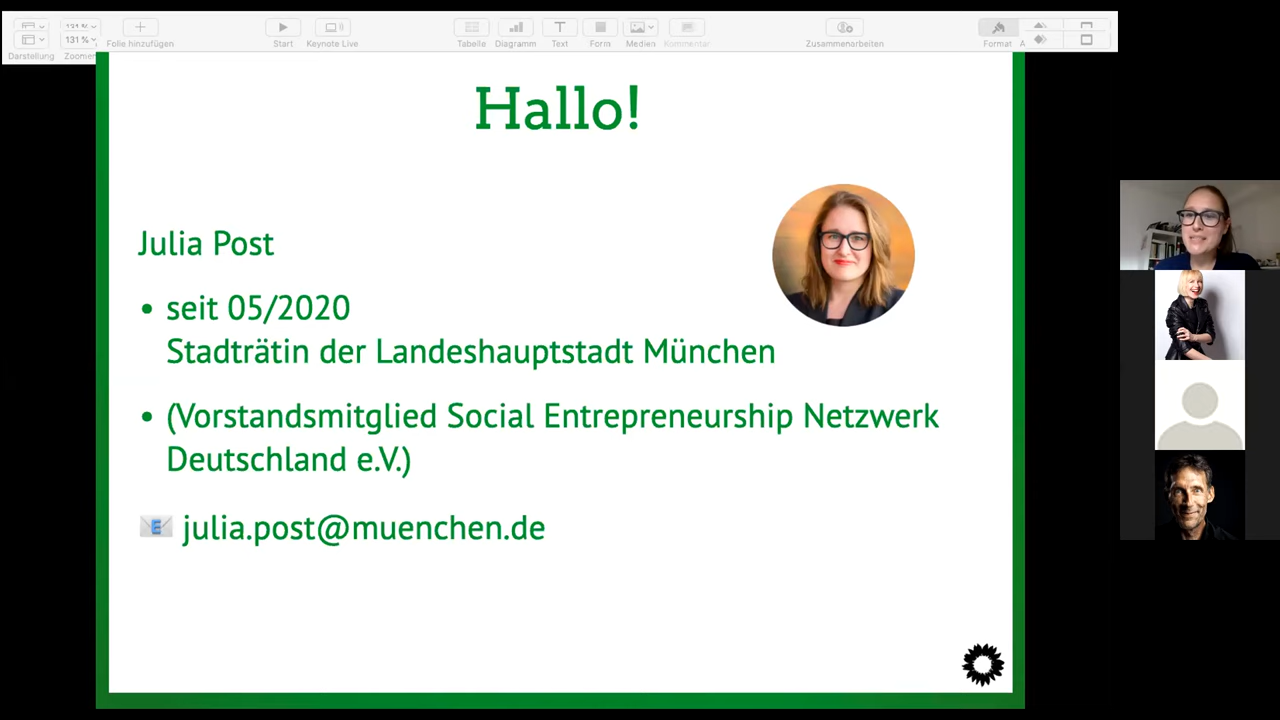 131 %
131 %
Darstellung
Zoomen
Folie hinzufügen
Start
Keynote Live
Tabelle
Diagramm
Text
Form
Medien
Kommentar
Zusammenarbeiten
Format
A
Hallo!
Julia Post
• seit 05/2020
Stadträtin der Landeshauptstadt München
• (Vorstandsmitglied Social Entrepreneurship Netzwerk
Deutschland e.V.)
📧 julia.post@muenchen.de